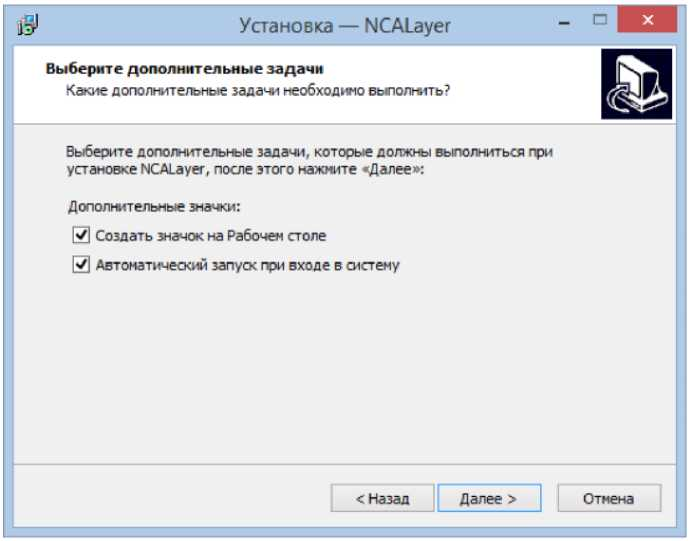 Установка — NCALayer
Выберите дополнительные задачи
Какие дополнительные задачи необходимо выполнить?
Выберите дополнительные задачи, которые должны выполниться при
установке NCALayer, после этого нажмите «Далее»:
Дополнительные значки:
Создать значок на Рабочем столе
Автоматический запуск при входе в систему
< Назад Далее > Отмена